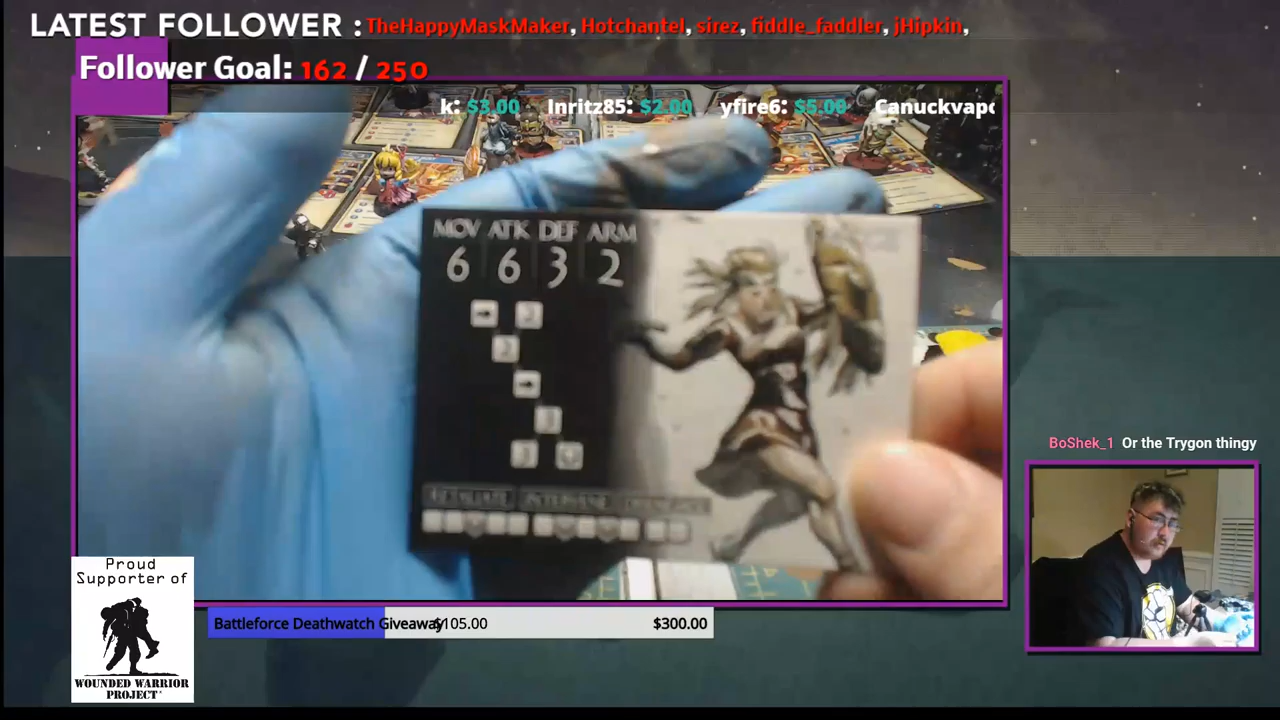 LATEST FOLLOWER : TheHappyMaskMaker, Hotchantel, sirez, fiddle_faddler, jHipkin,
Follower Goal: 162 / 250
k: $3.00 Inritz85: $2.00 yfire6: $5.00 Canuckvap
MOV ATK DEF ARM
6 6 3 2
BoShek_1 Or the Trygon thingy
Proud
Supporter of
WOUNDED WARRIOR
PROJECT
Battleforce Deathwatch Giveaway $105.00 $300.00